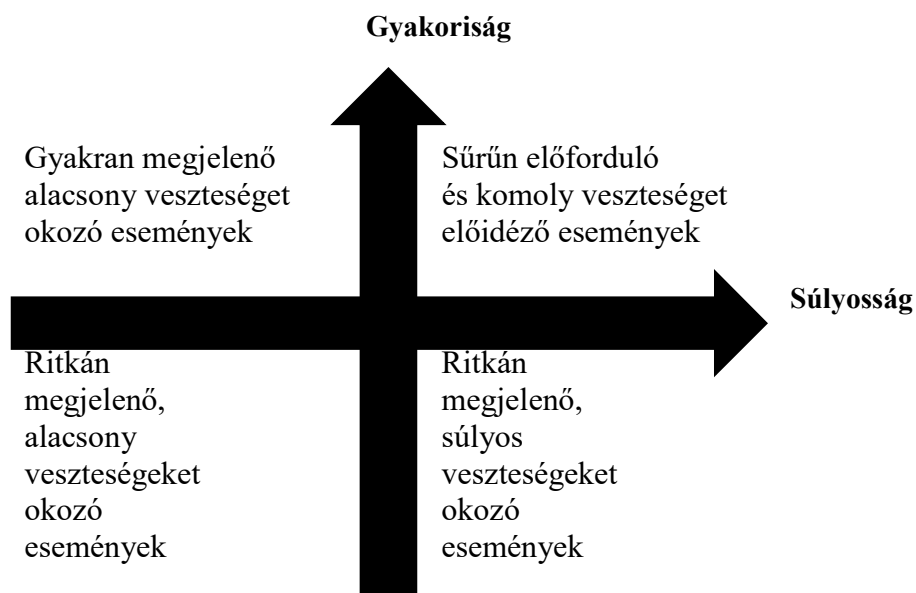 Gyakoriság
Gyakran megjelenő
alacsony veszteséget
okozó események
Sűrűn előforduló
és komoly veszteséget
előidéző események
Súlyosság
Ritkán
megjelenő,
alacsony
veszteségeket
okozó
események
Ritkán
megjelenő,
súlyos
veszteségeket
okozó
események